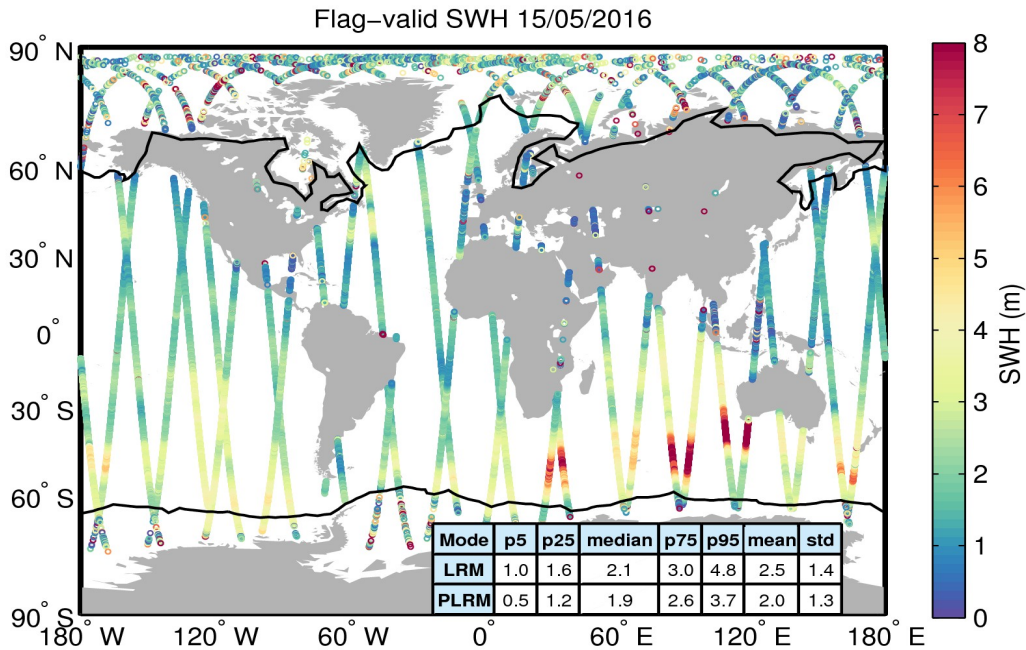 Flag−valid SWH 15/05/2016
90° N
60° N
30° N
0°
30° S
60° S
90° S
180° W
120° W
60° W
0°
60° E
120° E
180° E
8
7
6
5
4
3
2
1
0
SWH (m)
Mode p5 p25 median p75 p95 mean std
LRM 1.0 1.6 2.1 3.0 4.8 2.5 1.4
PLRM 0.5 1.2 1.9 2.6 3.7 2.0 1.3